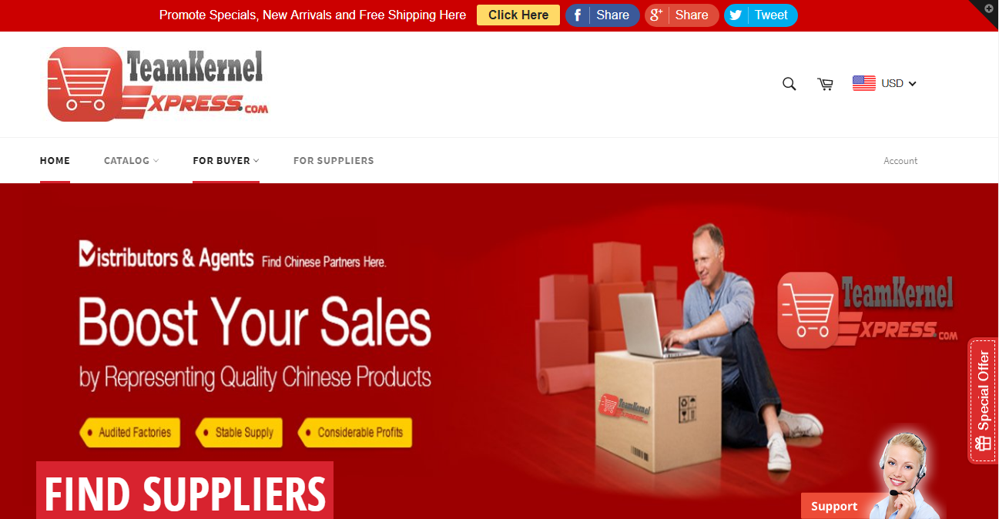 Promote Specials, New Arrivals and Free Shipping Here
Click Here
Share
Share
Tweet
TeamKernel
EXPRESS.COM
USD
HOME
CATALOG
FOR BUYER
FOR SUPPLIERS
Account
Distributors & Agents Find Chinese Partners Here.
Boost Your Sales
by Representing Quality Chinese Products
Audited Factories
Stable Supply
Considerable Profits
TeamKernel
EXPRESS.COM
TeamKernel
EXPRESS.COM
Special Offer
FIND SUPPLIERS
Support